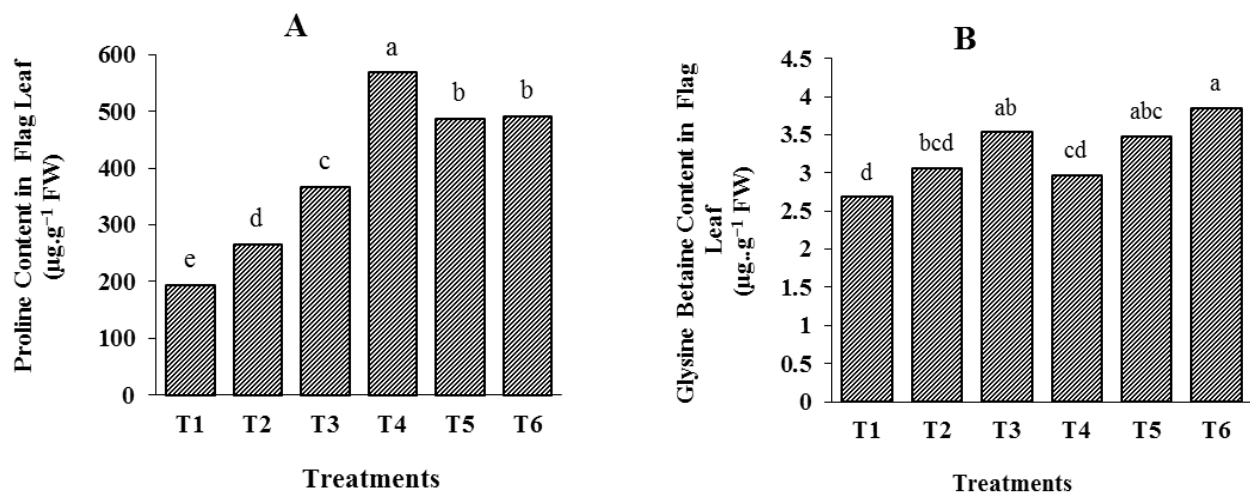 A
Proline Content in Flag Leaf
(µg.g⁻¹ FW)
600
500
400
300
200
100
0
e
d
c
a
b
b
T1 T2 T3 T4 T5 T6
Treatments
B
Glysine Betaine Content in Flag
Leaf
(µg..g⁻¹ FW)
4.5
4
3.5
3
2.5
2
1.5
1
0.5
0
d
bcd
ab
cd
abc
a
T1 T2 T3 T4 T5 T6
Treatments